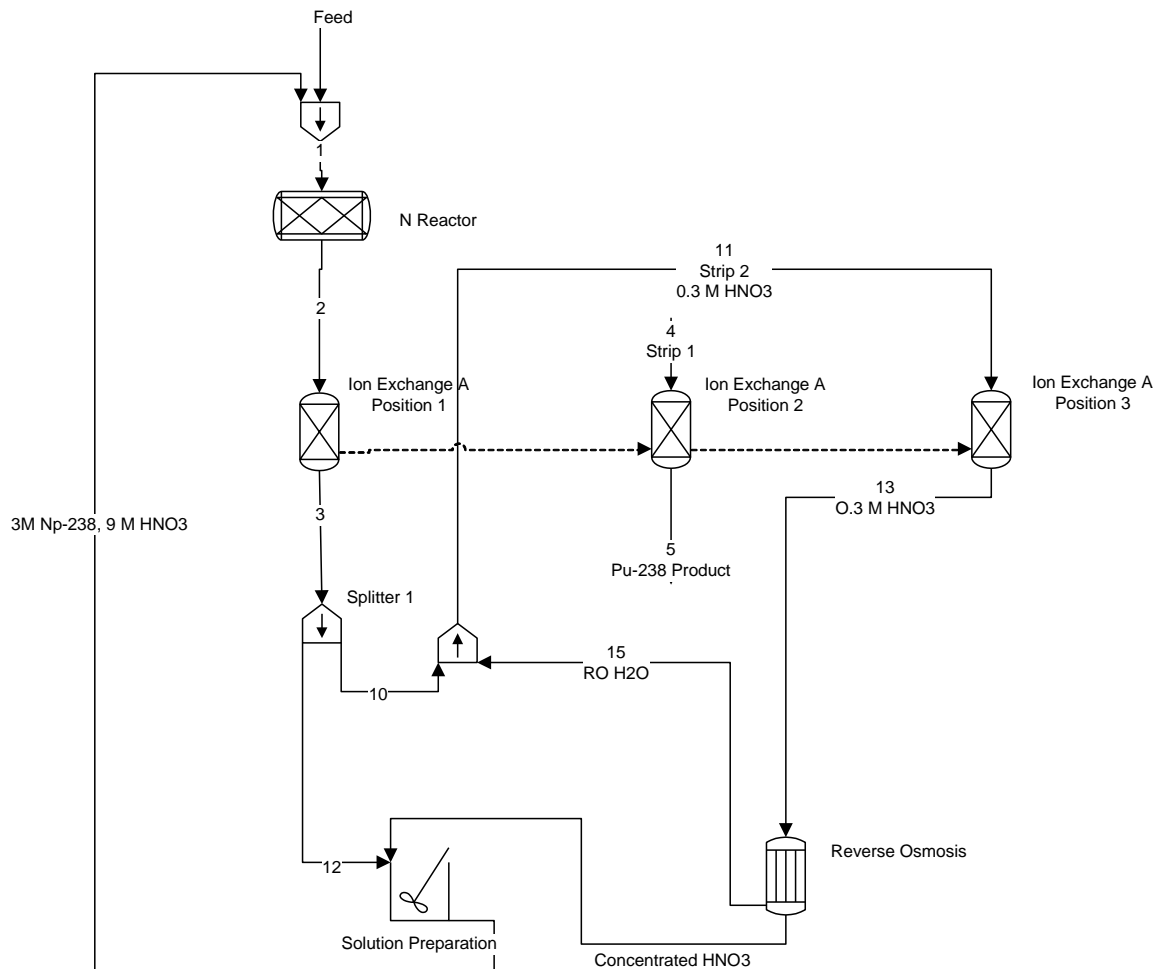 Feed
1
N Reactor
2
11
Strip 2
0.3 M HNO3
4
Strip 1
Ion Exchange A
Position 1
Ion Exchange A
Position 2
Ion Exchange A
Position 3
3
13
O.3 M HNO3
3M Np-238, 9 M HNO3
5
Pu-238 Product
Splitter 1
15
RO H2O
10
12
Reverse Osmosis
Solution Preparation
Concentrated HNO3